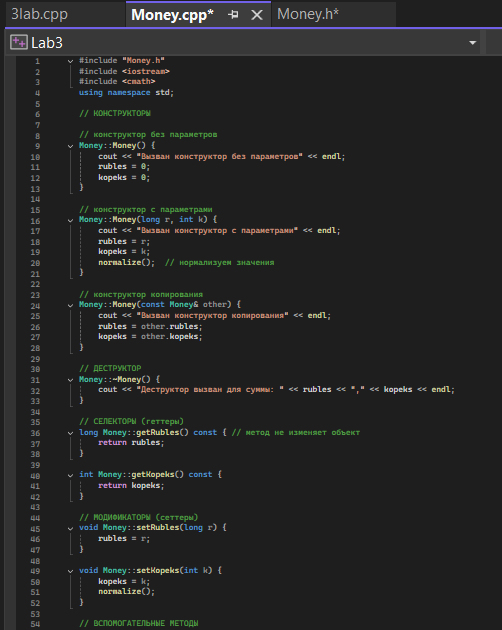 3lab.cpp Money.cpp* Money.h*
Lab3
1 #include "Money.h"
2 #include <iostream>
3 #include <cmath>
4 using namespace std;
5
6 // КОНСТРУКТОРЫ
7
8 // конструктор без параметров
9 Money::Money() {
10 cout << "Вызван конструктор без параметров" << endl;
11 rubles = 0;
12 kopeks = 0;
13 }
14
15 // конструктор с параметрами
16 Money::Money(long r, int k) {
17 cout << "Вызван конструктор с параметрами" << endl;
18 rubles = r;
19 kopeks = k;
20 normalize(); // нормализуем значения
21 }
22
23 // конструктор копирования
24 Money::Money(const Money& other) {
25 cout << "Вызван конструктор копирования" << endl;
26 rubles = other.rubles;
27 kopeks = other.kopeks;
28 }
29
30 // ДЕСТРУКТОР
31 Money::~Money() {
32 cout << "Деструктор вызван для суммы: " << rubles << "," << kopeks << endl;
33 }
34
35 // СЕЛЕКТОРЫ (геттеры)
36 long Money::getRubles() const { // метод не изменяет объект
37 return rubles;
38 }
39
40 int Money::getKopeks() const {
41 return kopeks;
42 }
43
44 // МОДИФИКАТОРЫ (сеттеры)
45 void Money::setRubles(long r) {
46 rubles = r;
47 }
48
49 void Money::setKopeks(int k) {
50 kopeks = k;
51 normalize();
52 }
53
54 // ВСПОМОГАТЕЛЬНЫЕ МЕТОДЫ